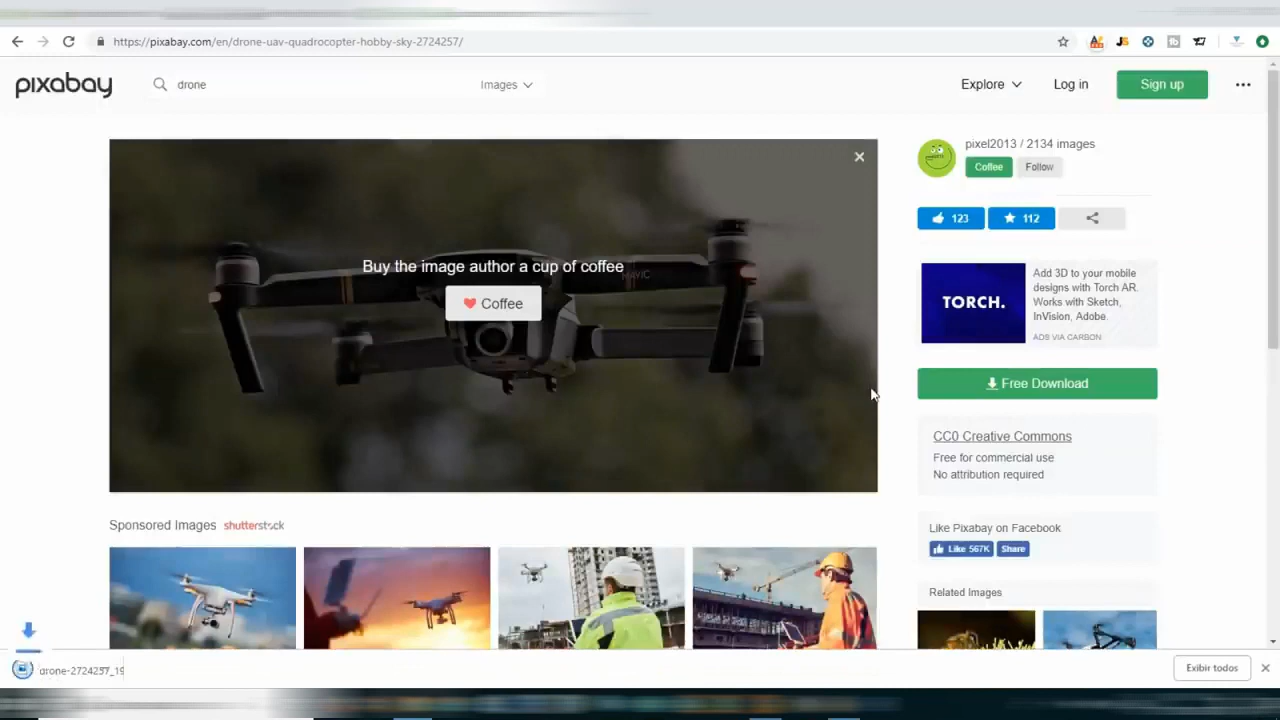 https://pixabay.com/en/drone-uav-quadrocopter-hobby-sky-2724257/
pixabay
drone
Images
Explore
Log in
Sign up
pixel2013 / 2134 images
Coffee
Follow
123
112
Buy the image author a cup of coffee
MAVIC
Coffee
TORCH.
Add 3D to your mobile
designs with Torch AR.
Works with Sketch,
InVision, Adobe.
ADS VIA CARBON
Free Download
CC0 Creative Commons
Free for commercial use
No attribution required
Sponsored Images
shutterstock
Like Pixabay on Facebook
Like 567K
Share
Related Images
drone-2724257_19
Exibir todos